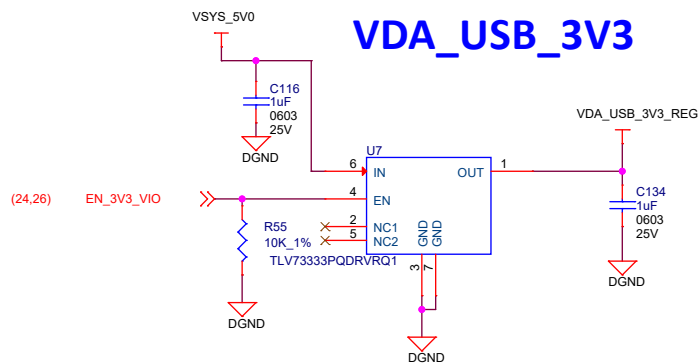 VSYS_5V0
VDA_USB_3V3
C116
1uF
0603
25V
DGND
VDA_USB_3V3_REG
U7
6
IN
OUT
1
(24,26)
EN_3V3_VIO
4
EN
C134
1uF
0603
25V
R55
10K_1%
2
NC1
5
NC2
GND
GND
TLV73333PQDRVRQ1
3
7
DGND
DGND
DGND